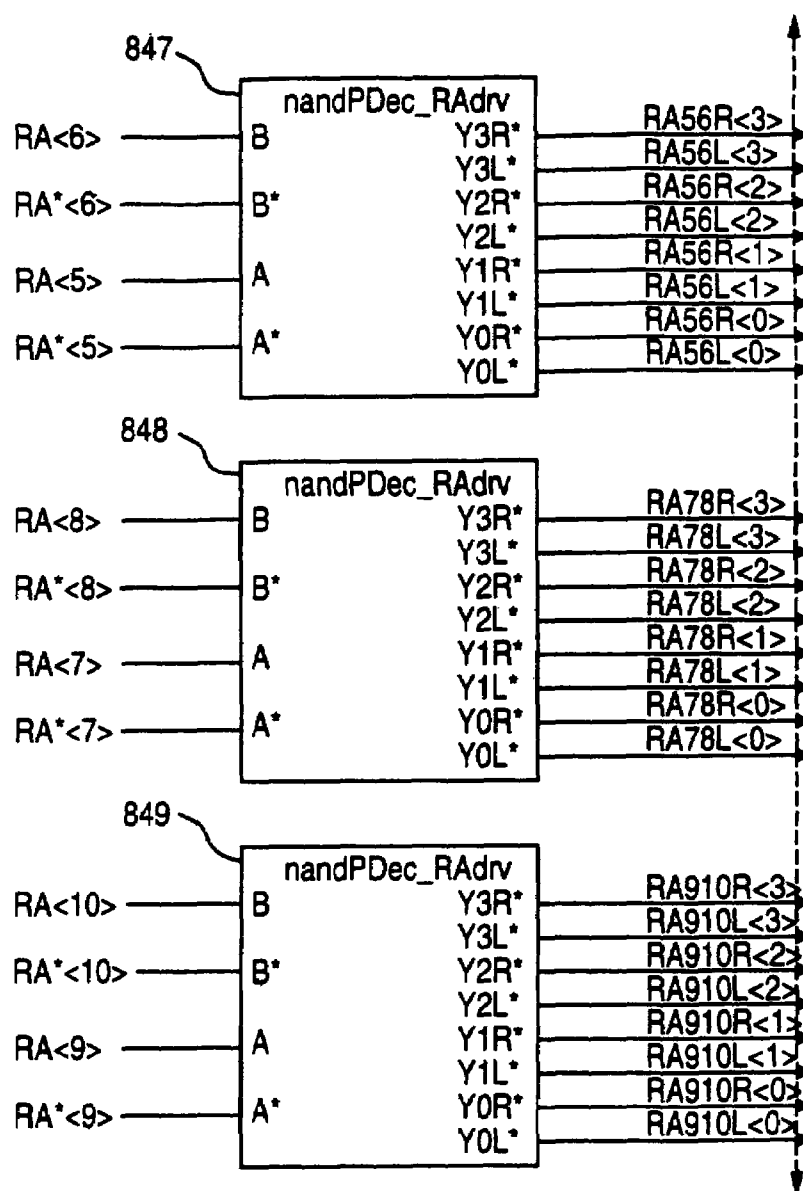 847
nandPDec_RAdrv
RA<6> B Y3R* RA56R<3>
Y3L* RA56L<3>
RA*<6> B* Y2R* RA56R<2>
Y2L* RA56L<2>
RA<5> A Y1R* RA56R<1>
Y1L* RA56L<1>
RA*<5> A* Y0R* RA56R<0>
Y0L* RA56L<0>
848
nandPDec_RAdrv
RA<8> B Y3R* RA78R<3>
Y3L* RA78L<3>
RA*<8> B* Y2R* RA78R<2>
Y2L* RA78L<2>
RA<7> A Y1R* RA78R<1>
Y1L* RA78L<1>
RA*<7> A* Y0R* RA78R<0>
Y0L* RA78L<0>
849
nandPDec_RAdrv
RA<10> B Y3R* RA910R<3>
Y3L* RA910L<3>
RA*<10> B* Y2R* RA910R<2>
Y2L* RA910L<2>
RA<9> A Y1R* RA910R<1>
Y1L* RA910L<1>
RA*<9> A* Y0R* RA910R<0>
Y0L* RA910L<0>